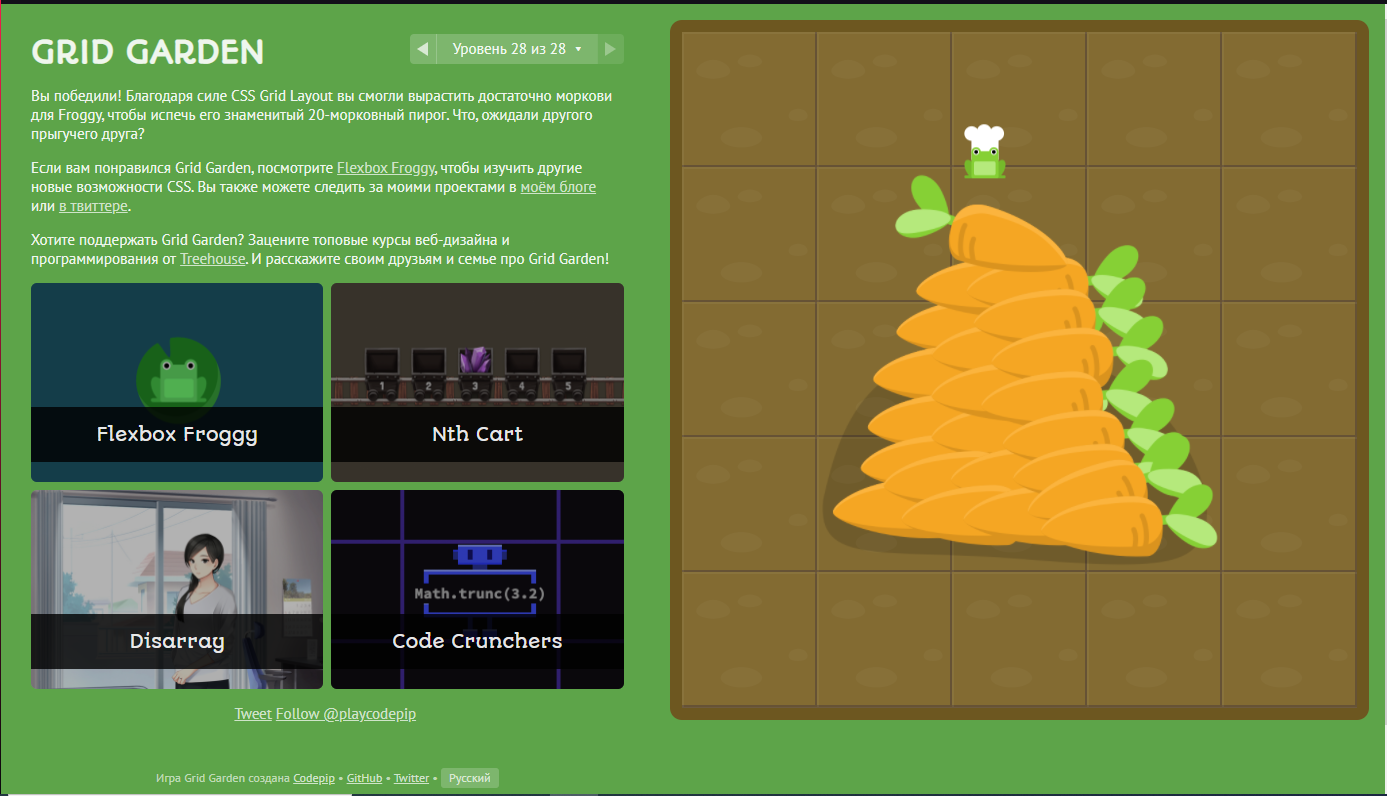 GRID GARDEN
Уровень 28 из 28
Вы победили! Благодаря силе CSS Grid Layout вы смогли вырастить достаточно моркови
для Froggy, чтобы испечь его знаменитый 20-морковный пирог. Что, ожидали другого
прыгучего друга?
Если вам понравился Grid Garden, посмотрите Flexbox Froggy, чтобы изучить другие
новые возможности CSS. Вы также можете следить за моими проектами в моём блоге
или в твиттере.
Хотите поддержать Grid Garden? Зацените топовые курсы веб-дизайна и
программирования от Treehouse. И расскажите своим друзьям и семье про Grid Garden!
1 2 3 4 5
Flexbox Froggy
Nth Cart
Math.trunc(3.2)
Disarray
Code Crunchers
Tweet Follow @playcodepip
Игра Grid Garden создана Codepip • GitHub • Twitter • Русский